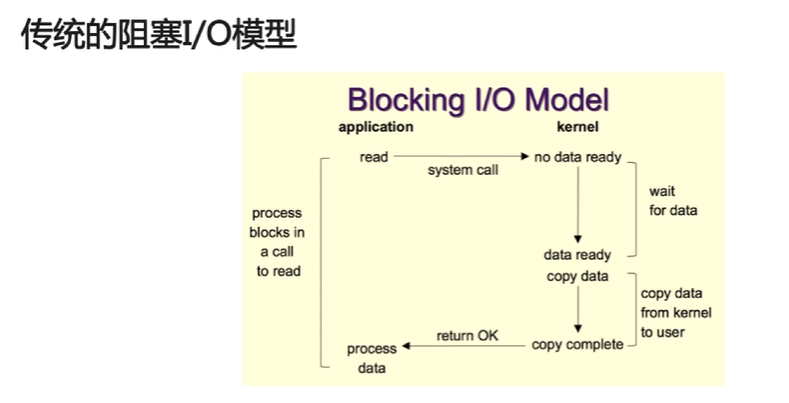 传统的阻塞I/O模型
Blocking I/O Model
application
kernel
read
system call
no data ready
wait
for data
process
blocks in
a call
to read
data ready
copy data
copy data
from kernel
to user
return OK
copy complete
process
data